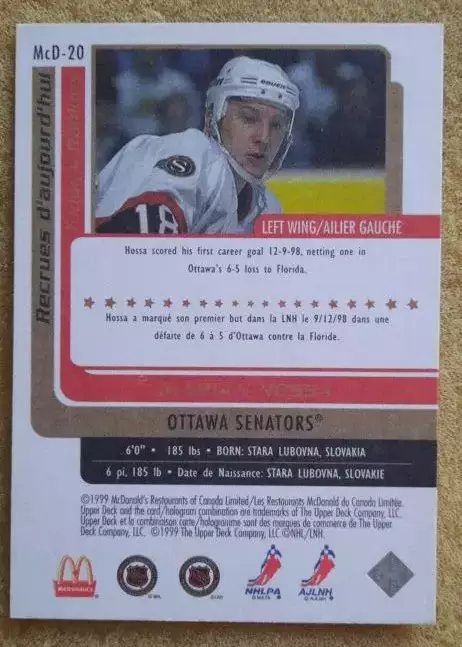 McD-20
Recrues d'aujourd'hui
18
LEFT WING/AILIER GAUCHE
Hossa scored his first career goal 12-9-98, netting one in
Ottawa's 6-5 loss to Florida.
Hossa a marqué son premier but dans la LNH le 9/12/98 dans une
défaite de 6 à 5 d'Ottawa contre la Floride.
OTTAWA SENATORS®
6'0" • 185 lbs • BORN: STARA LUBOVNA, SLOVAKIA
6 pi, 185 lb • Date de Naissance: STARA LUBOVNA, SLOVAKIE
©1999 McDonald's Restaurants of Canada Limited/Les Restaurants McDonald du Canada Limitée.
Upper Deck and the card/hologram combination are trademarks of The Upper Deck Company, LLC.
Upper Deck et la combinaison carte/hologramme sont des marques de commerce de The Upper
Deck Company, LLC. ©1999 The Upper Deck Company, LLC ©NHL/LNH.
McDonald's
NHLPA
AJLNH